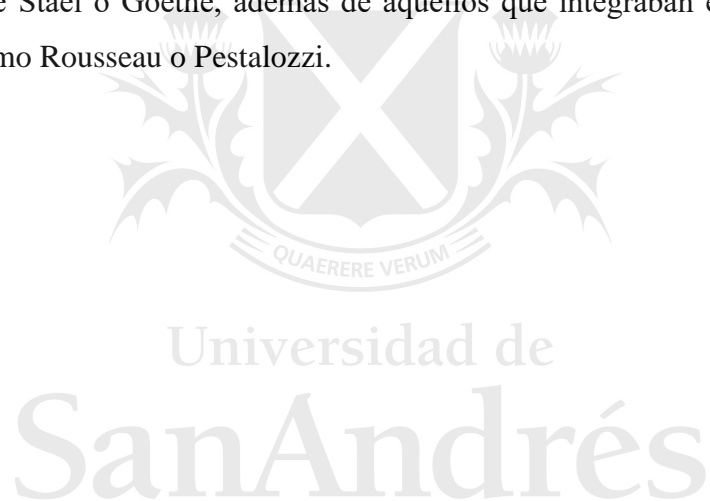 e Staël o Goethe, además de aquellos que integraban e
mo Rousseau o Pestalozzi.
QUAERERE VERUM
Universidad de
SanAndrés